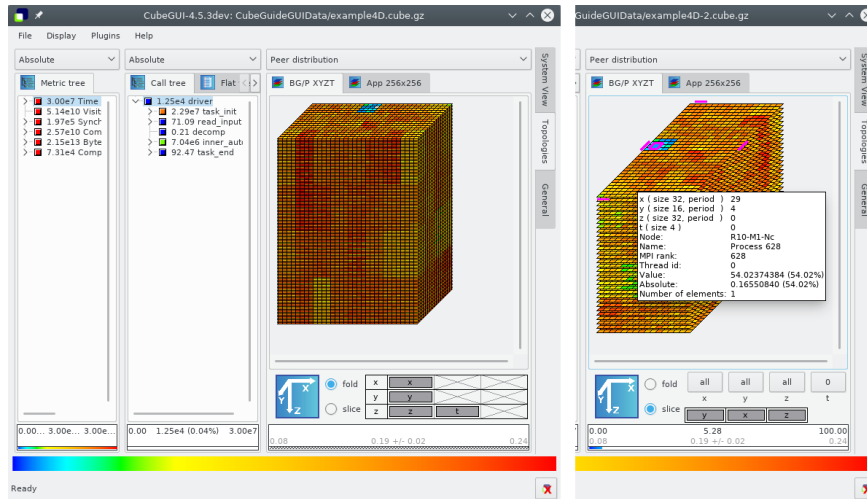 CubeGUI-4.5.3dev: CubeGuideGUIData/example4D.cube.gz
File Display Plugins Help
Absolute
Absolute
Peer distribution
Metric tree
Call tree
Flat
BG/P XYZT
App 256x256
3.00e7 Time
5.14e10 Visit
1.97e5 Synch
2.57e10 Com
2.15e13 Byte
7.31e4 Comp
1.25e4 driver
2.29e7 task_init
71.09 read_input
0.21 decomp
7.04e6 inner_aut
92.47 task_end
System View
Topologies
General
X
Y
Z
fold
slice
x x
y y
z z t
0.00... 3.00e... 3.00e...
0.00 1.25e4 (0.04%) 3.00e7
0.08 0.19 +/- 0.02 0.24
Ready
GuideGUIData/example4D-2.cube.gz
Peer distribution
BG/P XYZT
App 256x256
x ( size 32, period ) 29
y ( size 16, period ) 4
z ( size 32, period ) 0
t ( size 4 ) 0
Node: R10-M1-Nc
Name: Process 628
MPI rank: 628
Thread id: 0
Value: 54.02374384 (54.02%)
Absolute: 0.16550840 (54.02%)
Number of elements: 1
System View
Topologies
General
X
Y
Z
fold
slice
all all all 0
x y z t
y x z
0.00 5.28 100.00
0.08 0.19 +/- 0.02 0.24